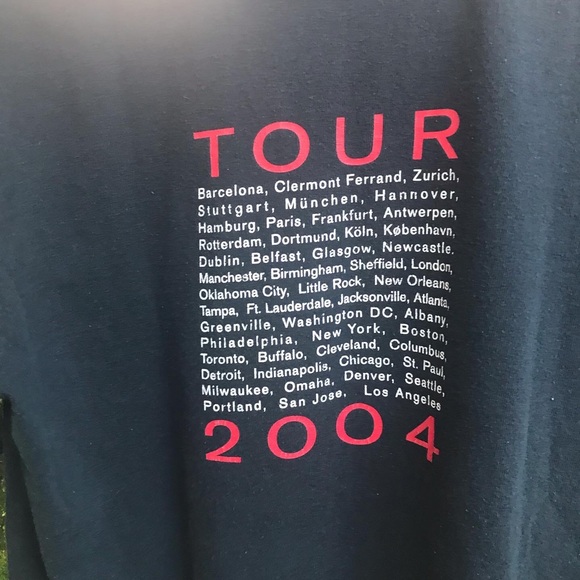 TOUR
Barcelona, Clermont Ferrand, Zurich,
Stuttgart, München, Hannover,
Hamburg, Paris, Frankfurt, Antwerpen,
Rotterdam, Dortmund, Köln, København,
Dublin, Belfast, Glasgow, Newcastle.
Manchester, Birmingham, Sheffield, London,
Oklahoma City, Little Rock, New Orleans,
Tampa, Ft. Lauderdale, Jacksonville, Atlanta,
Greenville, Washington DC, Albany,
Philadelphia, New York, Boston,
Toronto, Buffalo, Cleveland, Columbus,
Detroit, Indianapolis, Chicago, St. Paul,
Milwaukee, Omaha, Denver, Seattle,
Portland, San Jose, Los Angeles
2004